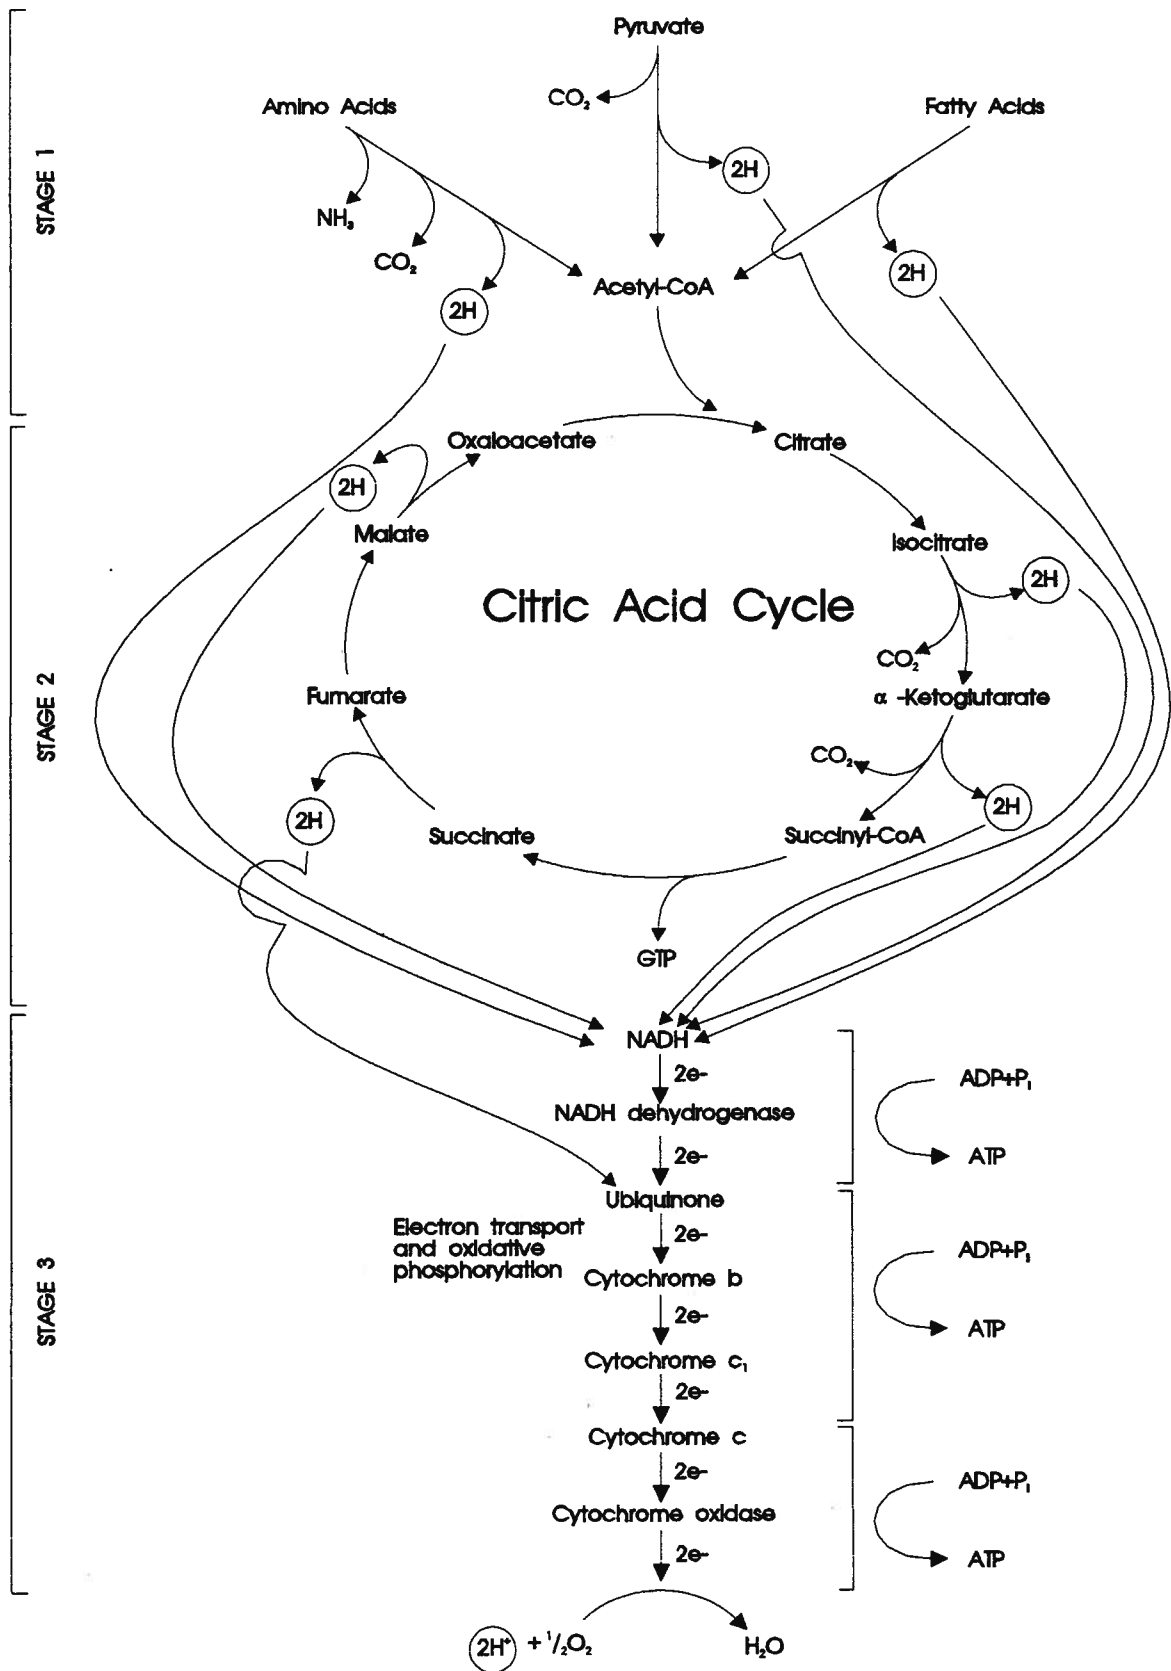 Pyruvate
CO₂
Amino Acids
Fatty Acids
2H
STAGE 1
NH₃
CO₂
2H
2H
Acetyl-CoA
Oxaloacetate
Citrate
2H
Malate
Isocitrate
2H
Citric Acid Cycle
CO₂
STAGE 2
Fumarate
α -Ketoglutarate
CO₂
2H
2H
Succinate
Succinyl-CoA
GTP
NADH
2e-
ADP+Pᵢ
NADH dehydrogenase
2e-
ATP
Ubiquinone
Electron transport
and oxidative
phosphorylation
2e-
ADP+Pᵢ
Cytochrome b
STAGE 3
2e-
ATP
Cytochrome c₁
2e-
Cytochrome c
2e-
ADP+Pᵢ
Cytochrome oxidase
2e-
ATP
2H⁺ + ¹/₂O₂
H₂O